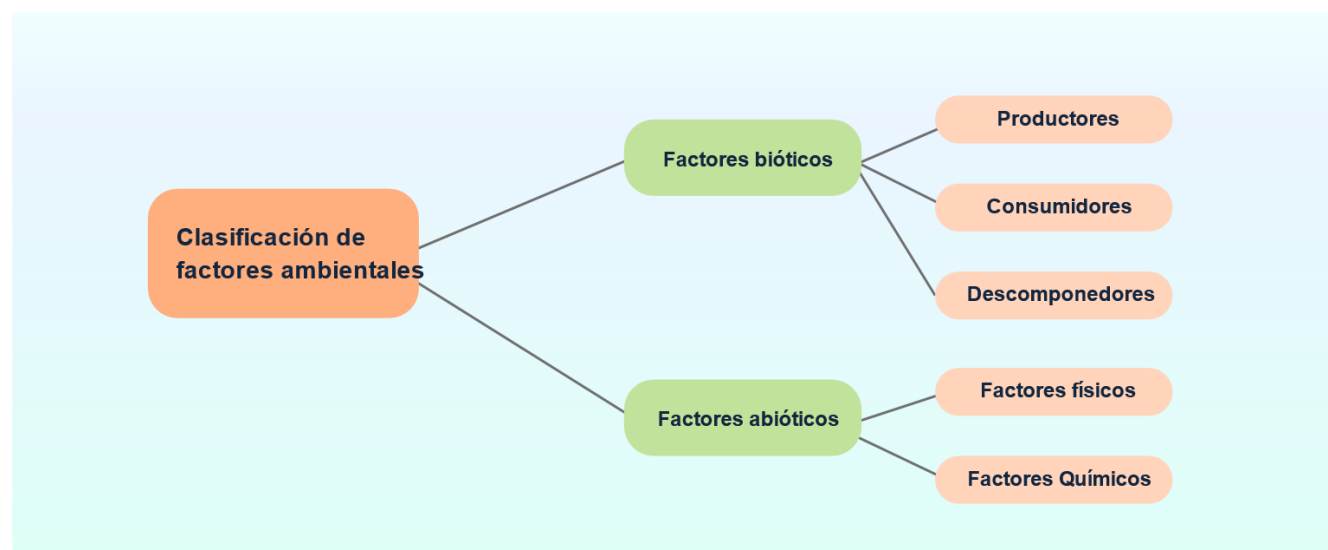 Clasificación de
factores ambientales
Factores bióticos
Productores
Consumidores
Descomponedores
Factores abióticos
Factores físicos
Factores Químicos